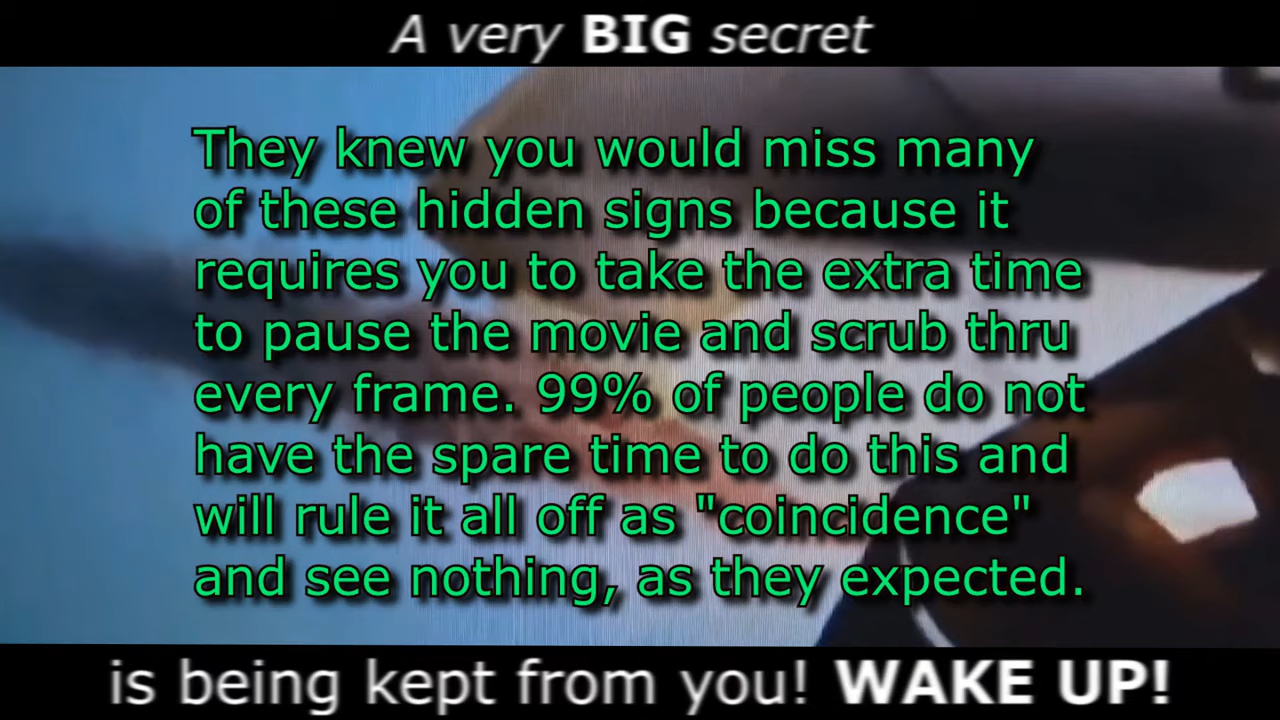 A very BIG secret
They knew you would miss many
of these hidden signs because it
requires you to take the extra time
to pause the movie and scrub thru
every frame. 99% of people do not
have the spare time to do this and
will rule it all off as "coincidence"
and see nothing, as they expected.
is being kept from you! WAKE UP!